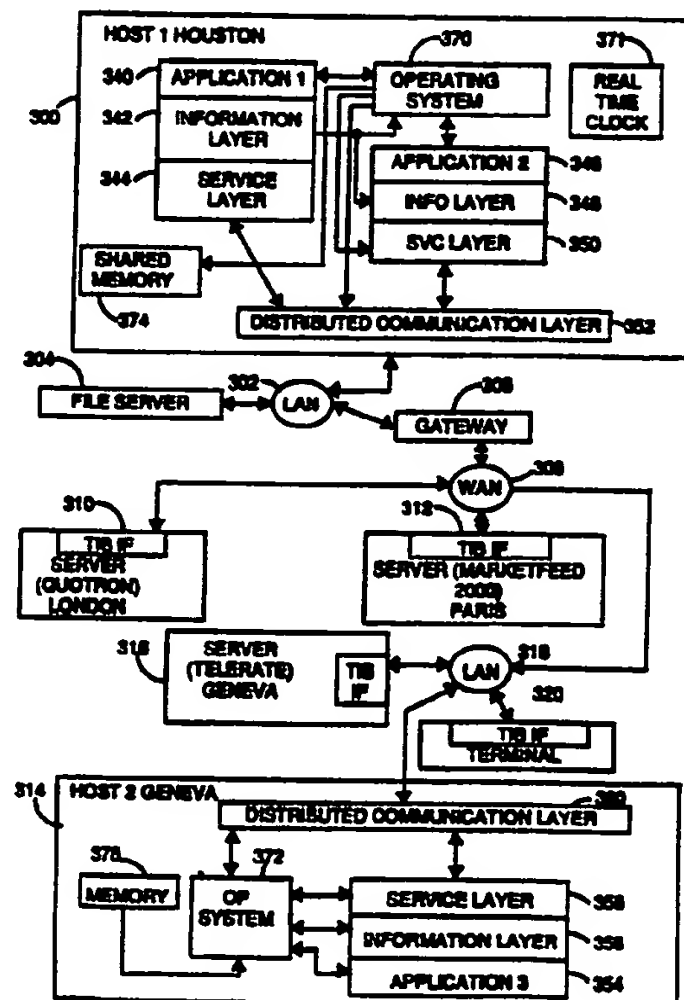 HOST 1 HOUSTON
370
371
340
APPLICATION 1
OPERATING
SYSTEM
REAL
TIME
CLOCK
300
342
INFORMATION
LAYER
344
SERVICE
LAYER
APPLICATION 2
346
INFO LAYER
348
SVC LAYER
350
SHARED
MEMORY
374
DISTRIBUTED COMMUNICATION LAYER
352
304
FILE SERVER
302
LAN
GATEWAY
WAN
310
TIB IF
SERVER
(QUOTRON)
LONDON
312
TIB IF
SERVER (MARKETFEED
2000)
PARIS
SERVER
(TELERATE)
GENEVA
TIB
IF
LAN
320
TIB IF
TERMINAL
314
HOST 2 GENEVA
DISTRIBUTED COMMUNICATION LAYER
MEMORY
372
OP
SYSTEM
SERVICE LAYER
INFORMATION LAYER
APPLICATION 3
354